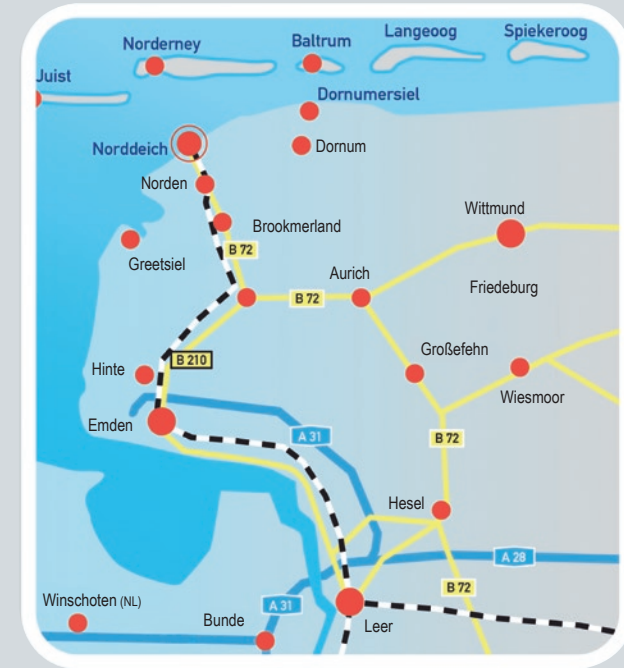 Norderney
Baltrum
Langeoog
Spiekeroog
Juist
Dornumersiel
Norddeich
Dornum
Norden
Brookmerland
Wittmund
Greetsiel
B 72
Aurich
B 72
Friedeburg
Hinte
B 210
Großefehn
Wiesmoor
Emden
A 31
B 72
Hesel
A 28
B 72
Winschoten (NL)
Bunde
A 31
Leer